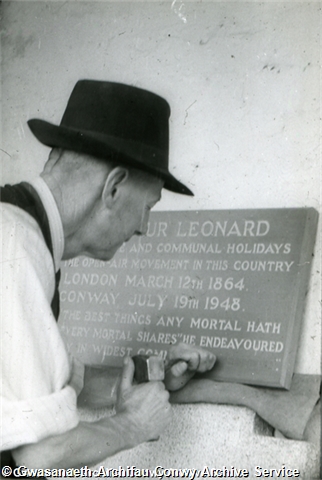 UR LEONARD
E AND COMMUNAL HOLIDAYS
THE OPEN-AIR MOVEMENT IN THIS COUNTRY
LONDON MARCH 12TH 1864.
CONWAY, JULY 19TH 1948.
THE BEST THINGS ANY MORTAL HATH
EVERY MORTAL SHARES" HE ENDEAVOURED
IN WIDEST
© Gwasanaeth Archifau Conwy Archive Service